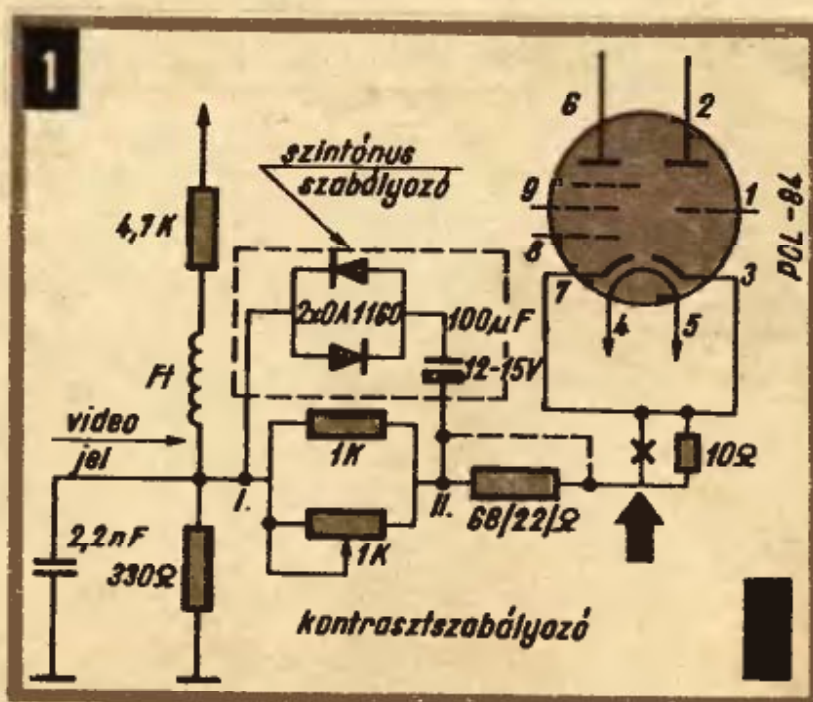 1
6
2
színtónus
szabályozó
9
1
4,7K
8
PCL-84
7
3
2xOA1160
100µF
4
5
12-15V
Ft
video
jel
1K
10Ω
I.
II.
68/22/Ω
2,2nF
1K
330Ω
kontrasztszabályozó